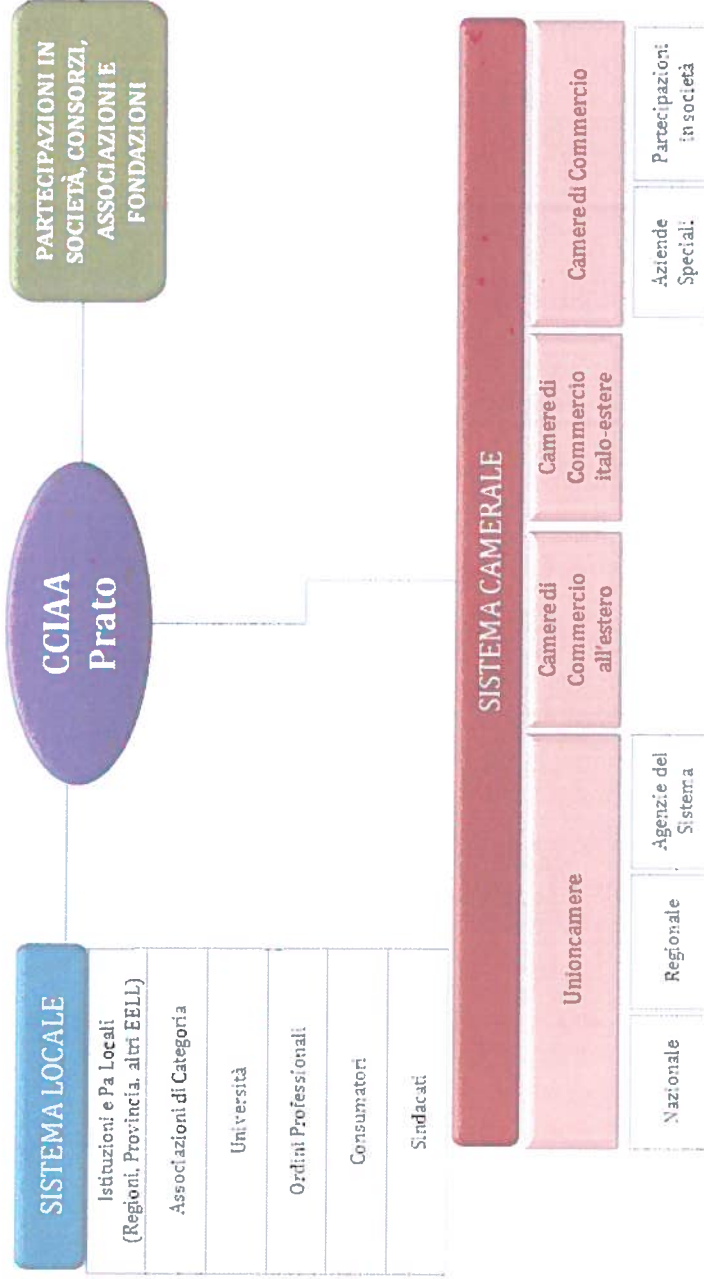 SISTEMA LOCALE
Istituzioni e Pa Locali
(Regioni, Provincia, altri EELL)
Associazioni di Categoria
Università
Ordini Professionali
Consumatori
Sindacati
CCIAA
Prato
PARTECIPAZIONI IN
SOCIETÀ, CONSORZI,
ASSOCIAZIONI E
FONDAZIONI
SISTEMA CAMERALE
Unioncamere
Camere di
Commercio
all'estero
Camere di
Commercio
italo-estere
Camere di Commercio
Nazionale
Regionale
Agenzie del
Sistema
Aziende
Speciali
Partecipazioni
in società